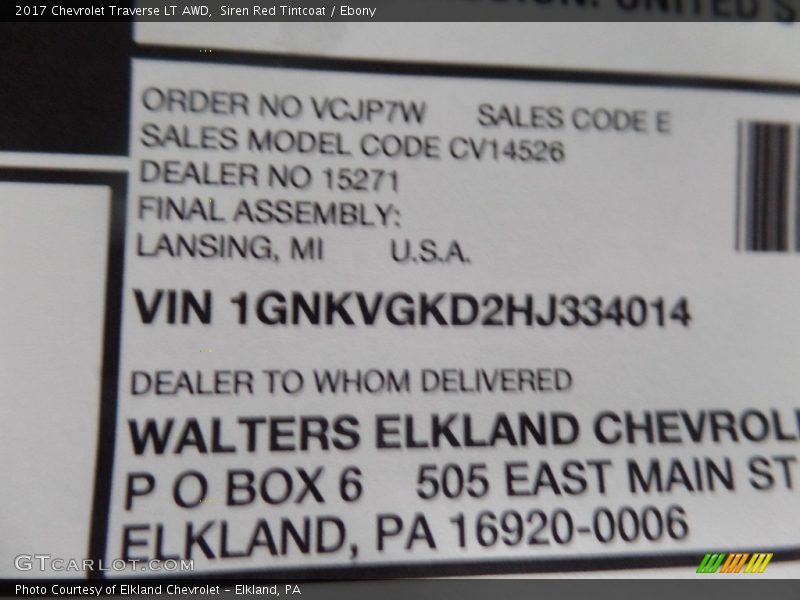 2017 Chevrolet Traverse LT AWD, Siren Red Tintcoat / Ebony
UNITED S
ORDER NO VCJP7W SALES CODE E
SALES MODEL CODE CV14526
DEALER NO 15271
FINAL ASSEMBLY:
LANSING, MI U.S.A.
VIN 1GNKVGKD2HJ334014
DEALER TO WHOM DELIVERED
WALTERS ELKLAND CHEVROL
P O BOX 6 505 EAST MAIN ST
ELKLAND, PA 16920-0006
GTCARLOT.COM
Photo Courtesy of Elkland Chevrolet - Elkland, PA